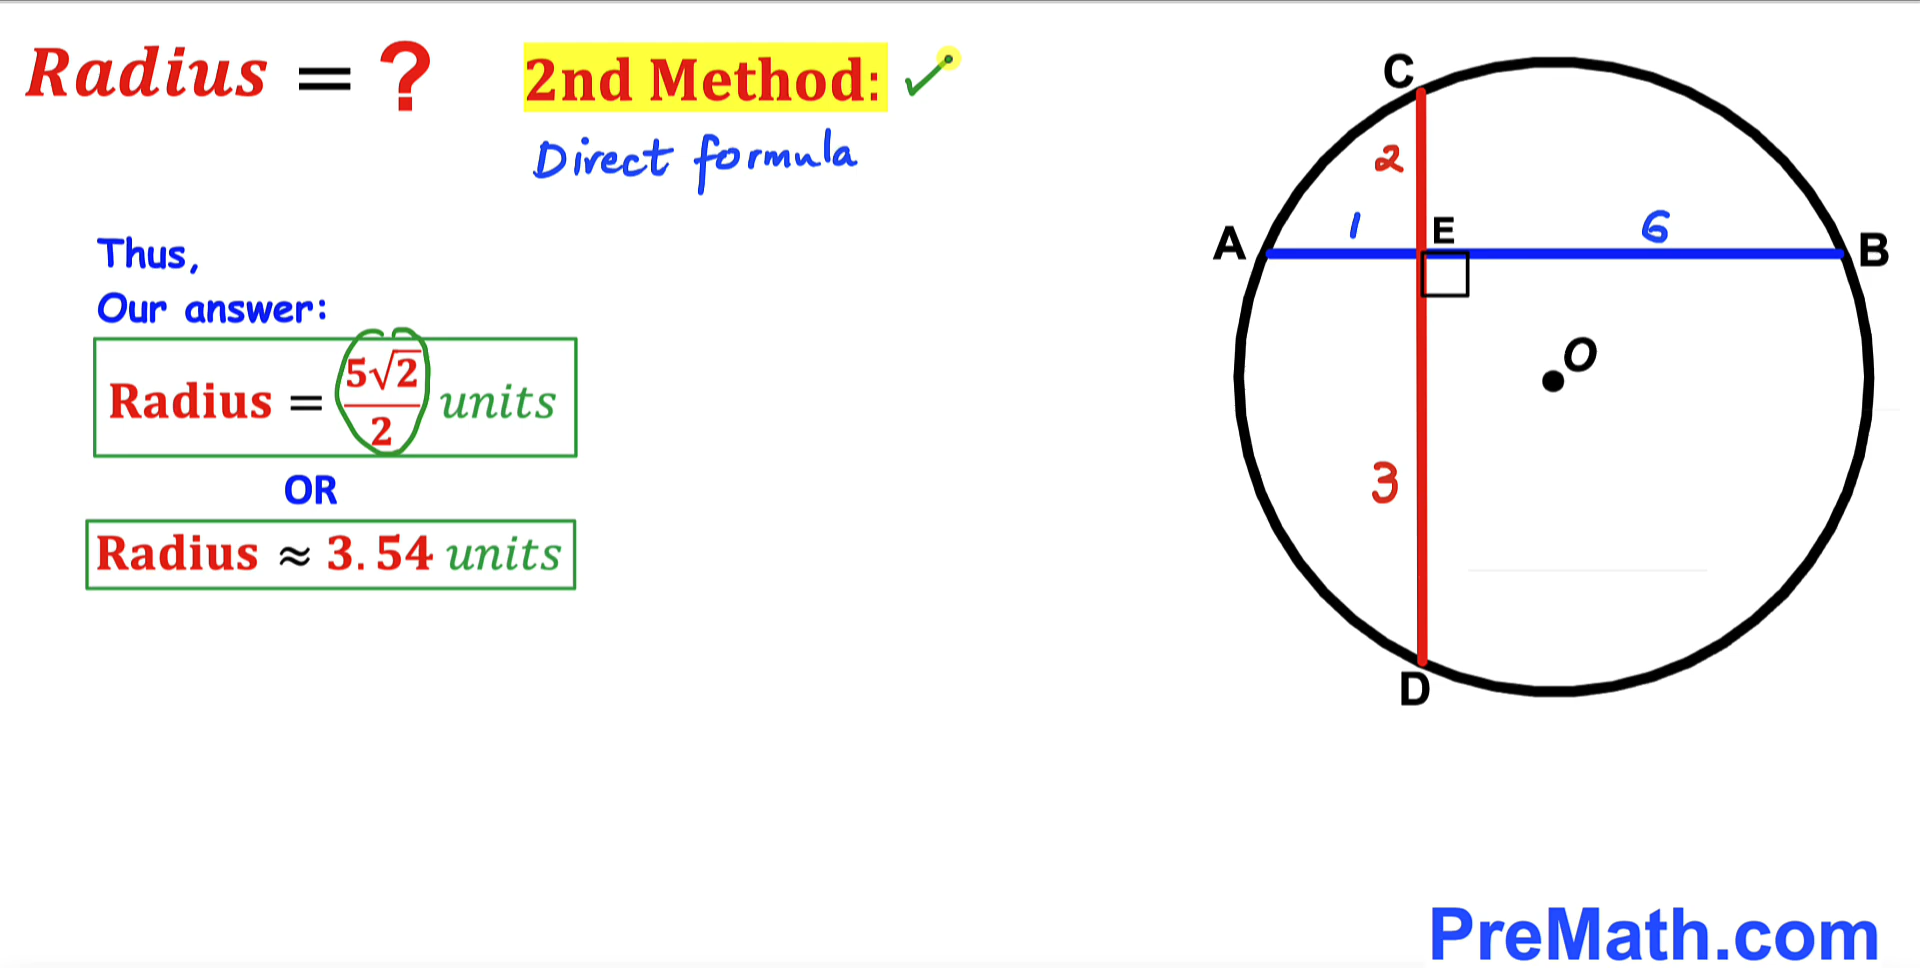 Radius = ?
2nd Method: ✓
Direct formula
Thus,
Our answer:
Radius = 5√2/2 units
OR
Radius ≈ 3.54 units
C
2
1
E
6
A
B
O
3
D
PreMath.com